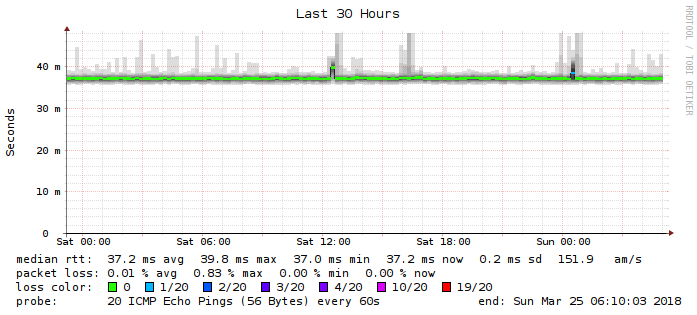 Last 30 Hours
RRDTOOL / TOBI OETIKER
Seconds
40 m
30 m
20 m
10 m
0
Sat 00:00 Sat 06:00 Sat 12:00 Sat 18:00 Sun 00:00
median rtt: 37.2 ms avg 39.8 ms max 37.0 ms min 37.2 ms now 0.2 ms sd 151.9 am/s
packet loss: 0.01 % avg 0.83 % max 0.00 % min 0.00 % now
loss color: 0 1/20 2/20 3/20 4/20 10/20 19/20
probe: 20 ICMP Echo Pings (56 Bytes) every 60s end: Sun Mar 25 06:10:03 2018